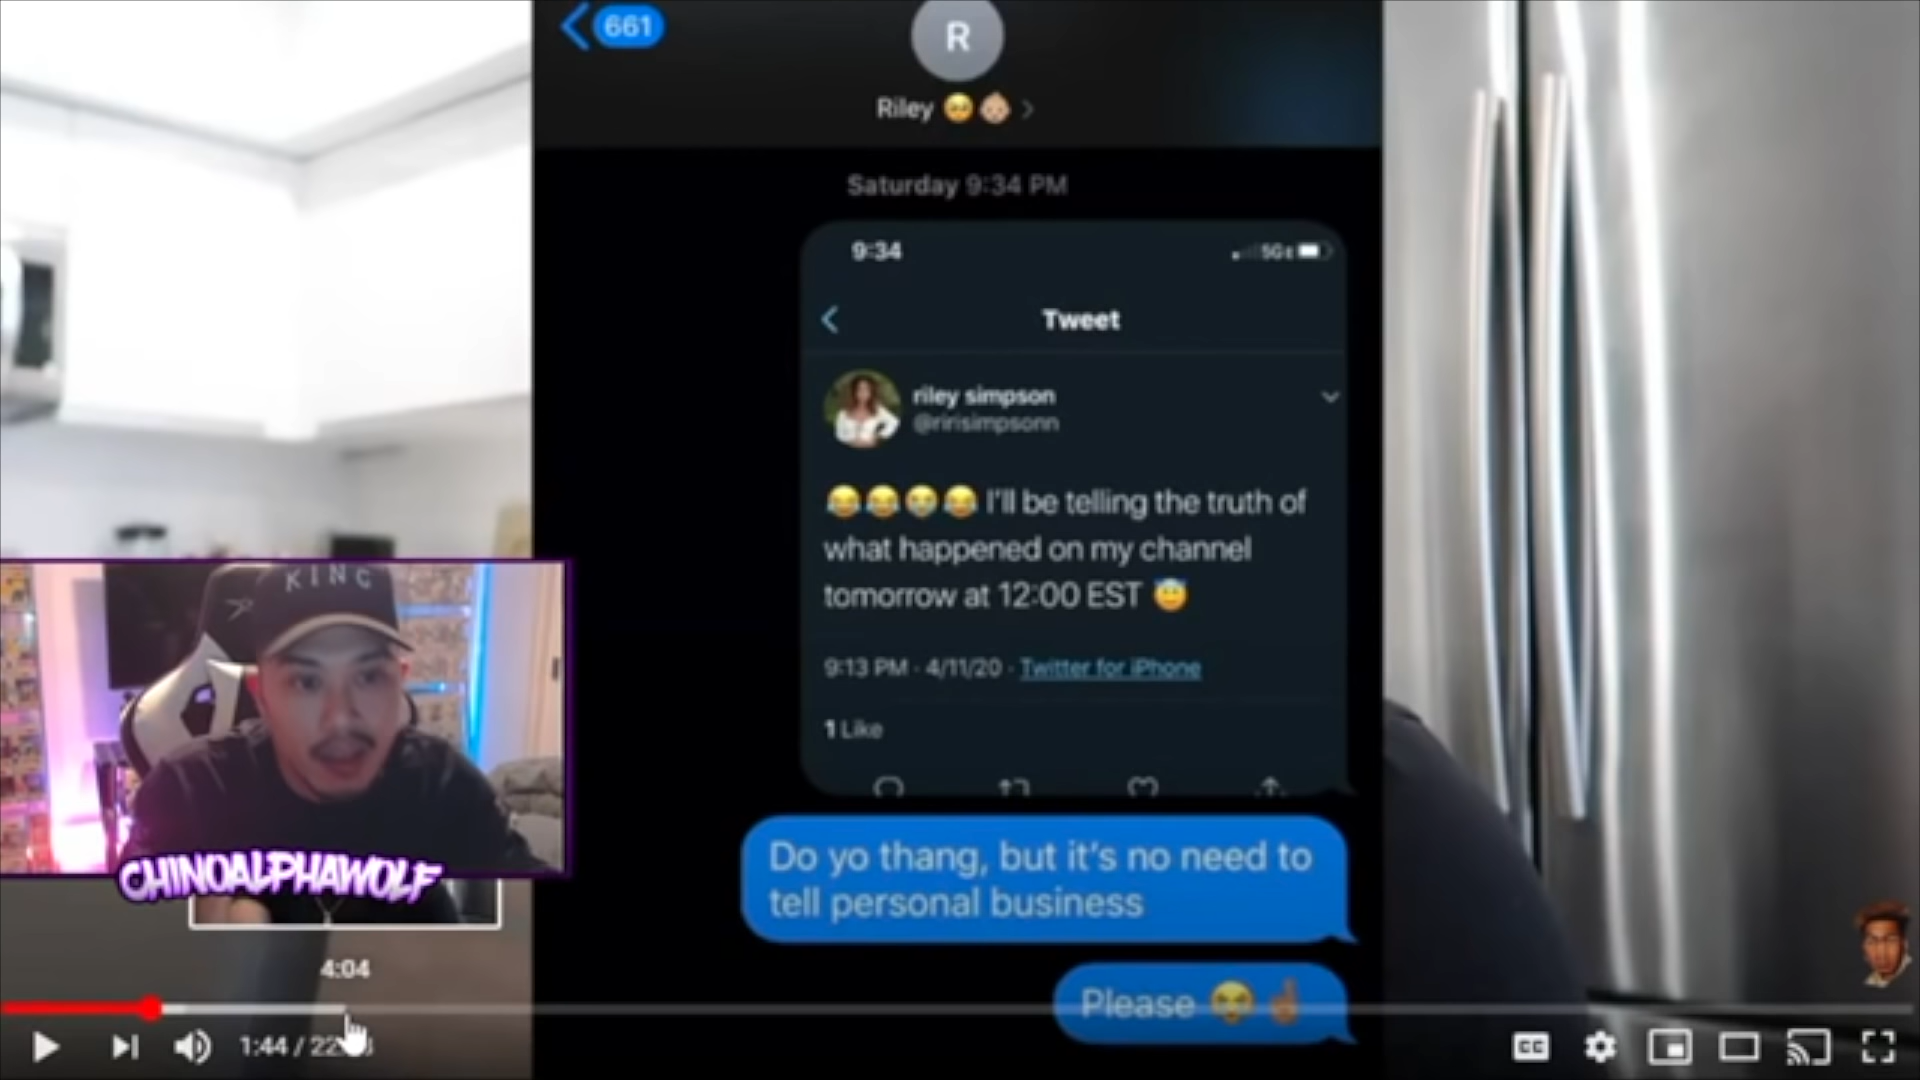 661
R
Riley 🥺👶🏼 >
Saturday 9:34 PM
9:34
5G E
Tweet
riley simpson
@ririsimpsonn
😂😂😭😂 I'll be telling the truth of
what happened on my channel
tomorrow at 12:00 EST 😇
9:13 PM · 4/11/20 · Twitter for iPhone
1 Like
Do yo thang, but it's no need to
tell personal business
Please 😭☝🏾
KING
CHINOALPHAWOLF
4:04
1:44 / 22
CC